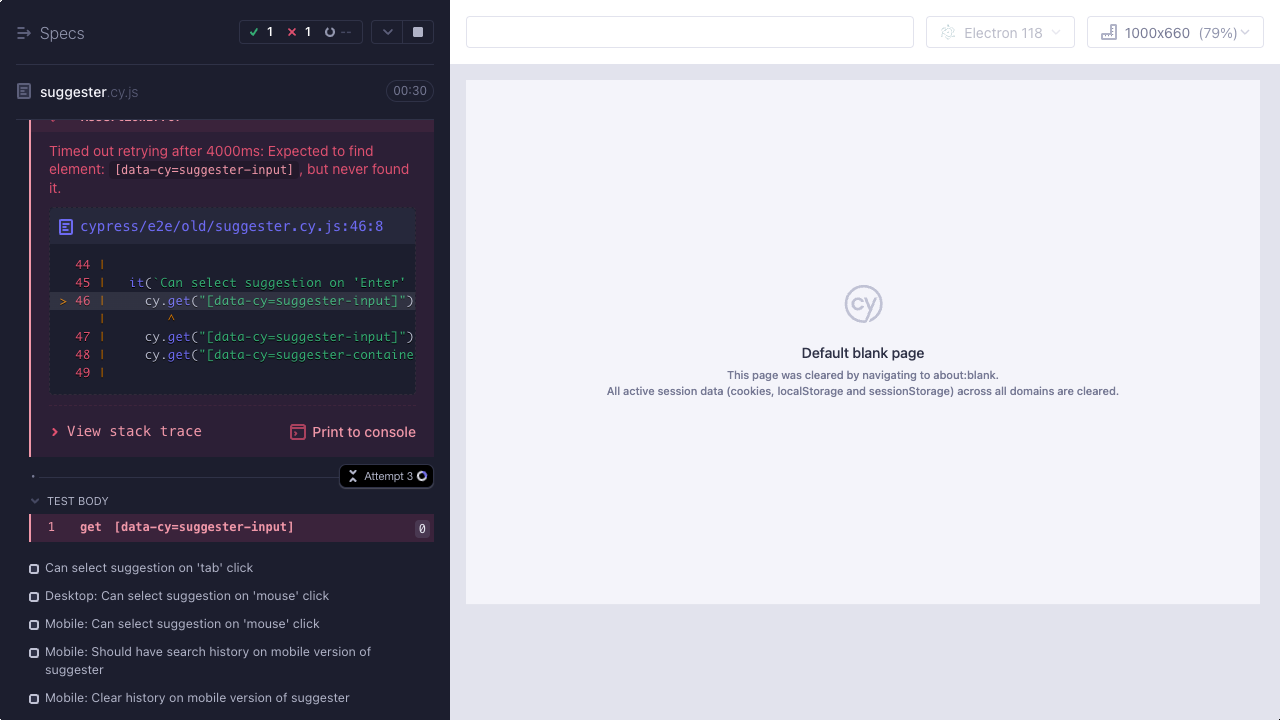 Specs
1
1
--
suggester.cy.js
00:30
Timed out retrying after 4000ms: Expected to find
element: [data-cy=suggester-input], but never found
it.
cypress/e2e/old/suggester.cy.js:46:8
44 |
45 | it(`Can select suggestion on 'Enter'
> 46 | cy.get("[data-cy=suggester-input]")
| ^
47 | cy.get("[data-cy=suggester-input]")
48 | cy.get("[data-cy=suggester-containe
49 |
View stack trace
Print to console
Attempt 3
TEST BODY
1 get [data-cy=suggester-input] 0
Can select suggestion on 'tab' click
Desktop: Can select suggestion on 'mouse' click
Mobile: Can select suggestion on 'mouse' click
Mobile: Should have search history on mobile version of
suggester
Mobile: Clear history on mobile version of suggester
Electron 118
1000x660 (79%)
cy
Default blank page
This page was cleared by navigating to about:blank.
All active session data (cookies, localStorage and sessionStorage) across all domains are cleared.